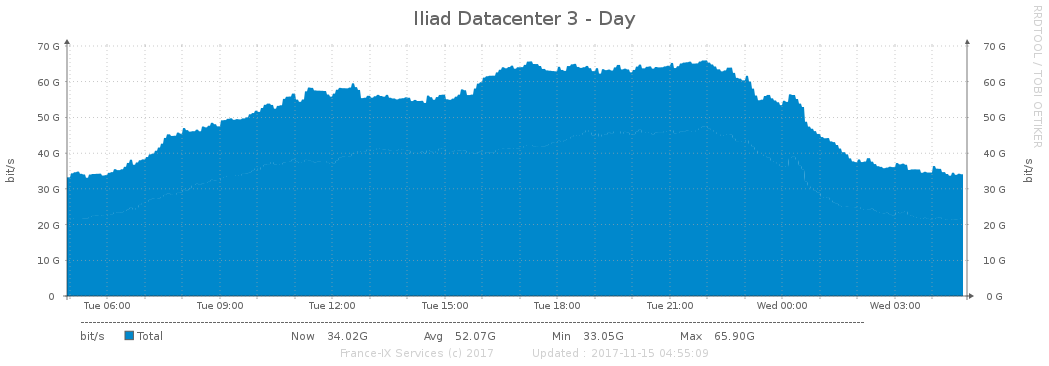 Iliad Datacenter 3 - Day
RRDTOOL / TOBI OETIKER
70 G 70 G
60 G 60 G
50 G 50 G
40 G 40 G
30 G 30 G
20 G 20 G
10 G 10 G
0 0 G
bit/s bit/s
Tue 06:00 Tue 09:00 Tue 12:00 Tue 15:00 Tue 18:00 Tue 21:00 Wed 00:00 Wed 03:00
bit/s Total Now 34.02G Avg 52.07G Min 33.05G Max 65.90G
France-IX Services (c) 2017 Updated : 2017-11-15 04:55:09